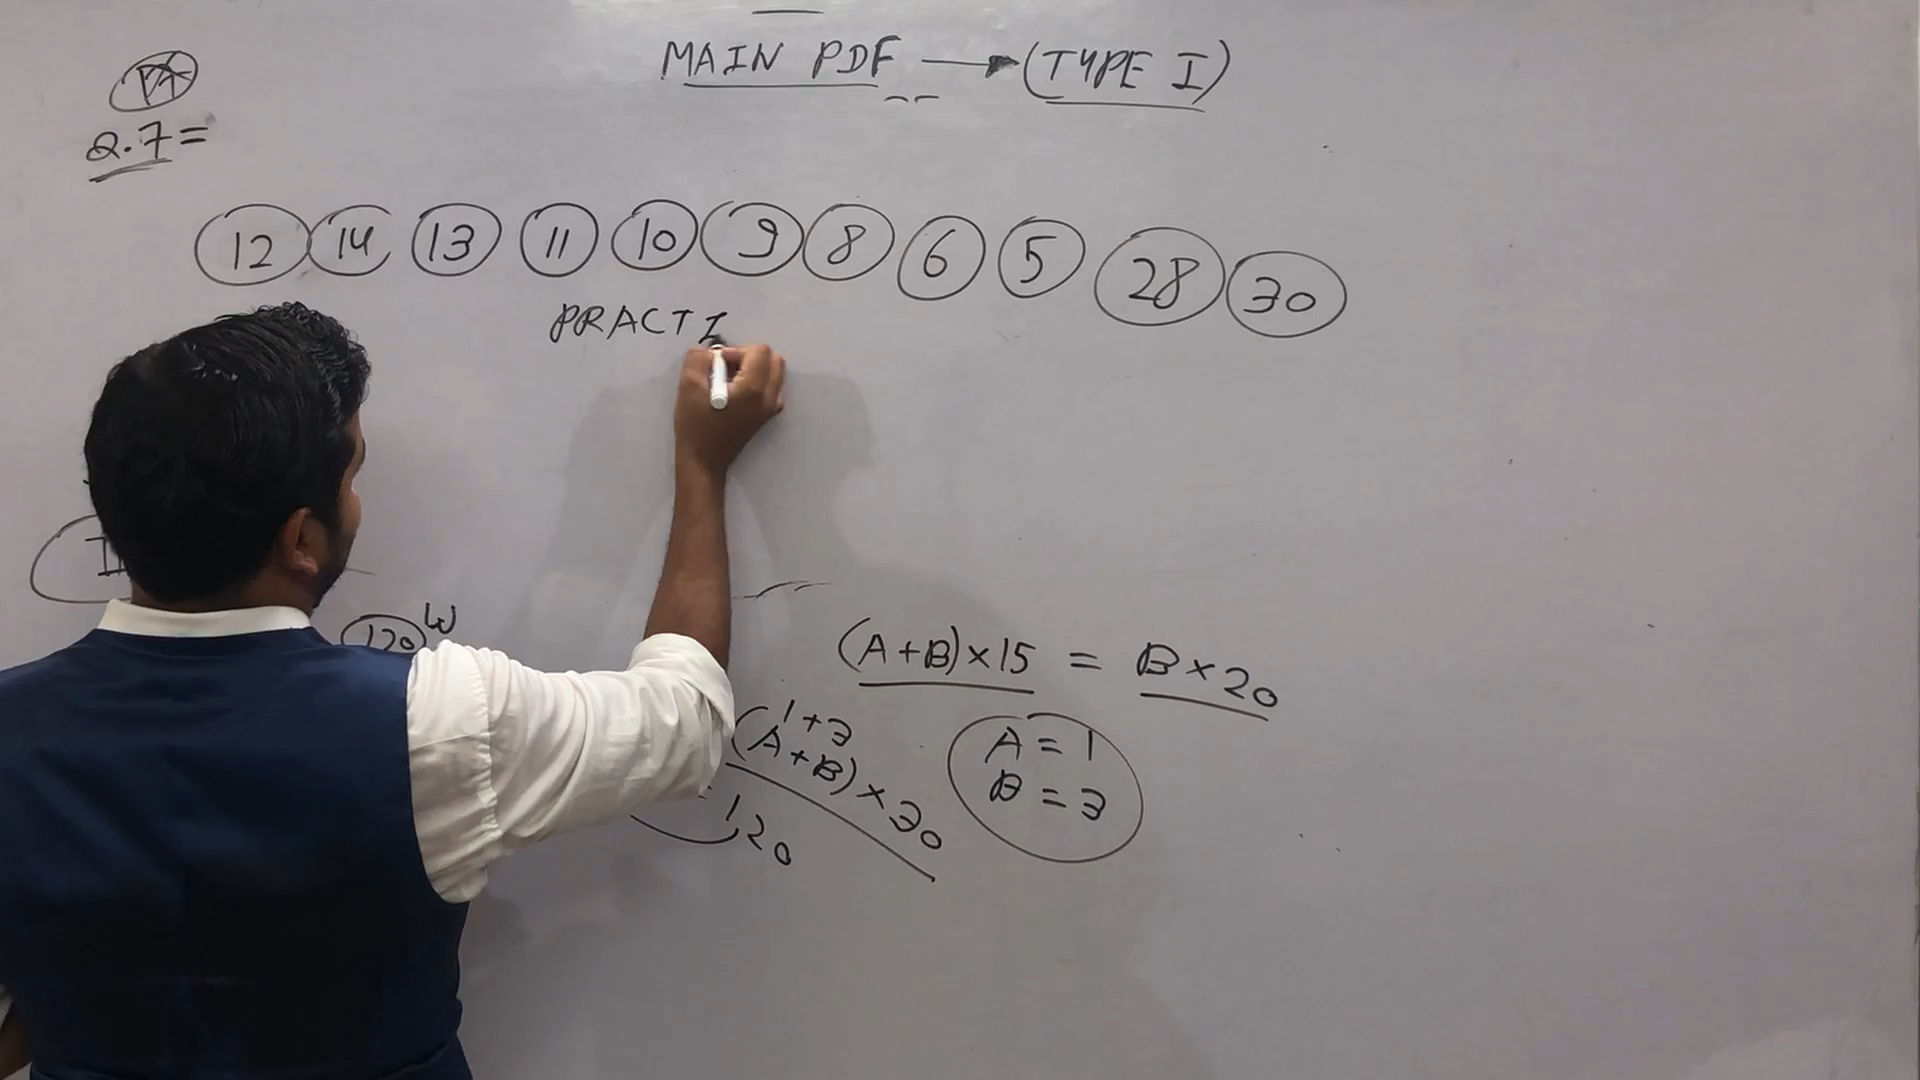 MAIN PDF → (TYPE I)
Q.7=
12 14 13 11 10 9 8 6 5 28 30
PRACTI
I
120 W
(A+B)×15 = B×20
1+3
(A+B)×30
= 120
A = 1
B = 3